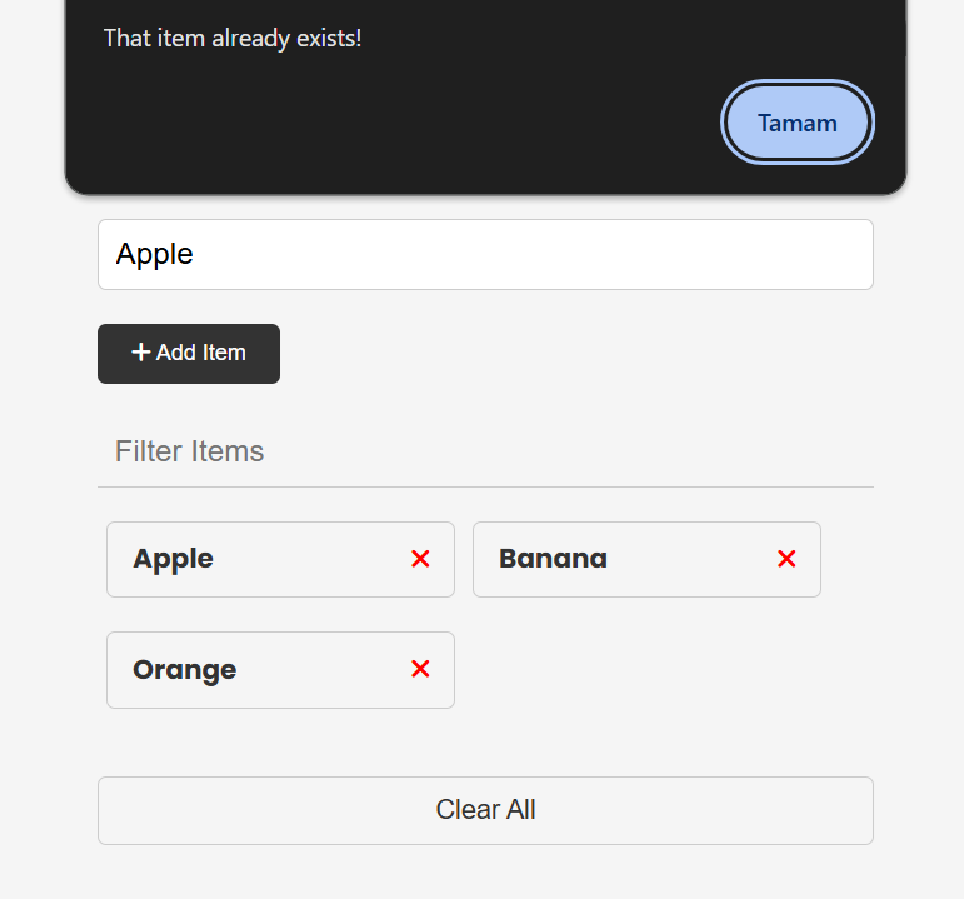 That item already exists!
Tamam
Apple
Add Item
Filter Items
Apple
Banana
Orange
Clear All